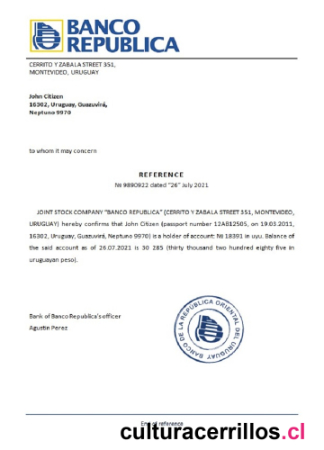 BANCO
REPUBLICA
CERRITO Y ZABALA STREET 351,
MONTEVIDEO, URUGUAY
John Citizen
16302, Uruguay, Guazuvirá,
Neptuno 9970
to whom it may concern
REFERENCE
№ 9890922 dated "26" July 2021
JOINT STOCK COMPANY "BANCO REPUBLICA" (CERRITO Y ZABALA STREET 351, MONTEVIDEO,
URUGUAY) hereby confirms that John Citizen (passport number 12AB12505, on 19.03.2011,
16302, Uruguay, Guazuvirá, Neptuno 9970) is a holder of account: № 18391 in uyu. Balance of
the said account as of 26.07.2021 is 30 285 (thirty thousand two hundred eighty five in
uruguayan peso).
BANCO DE LA REPUBLICA ORIENTAL DEL URUGUAY
Bank of Banco Republica's officer
Agustin Perez
End of reference
culturacerrillos.cl